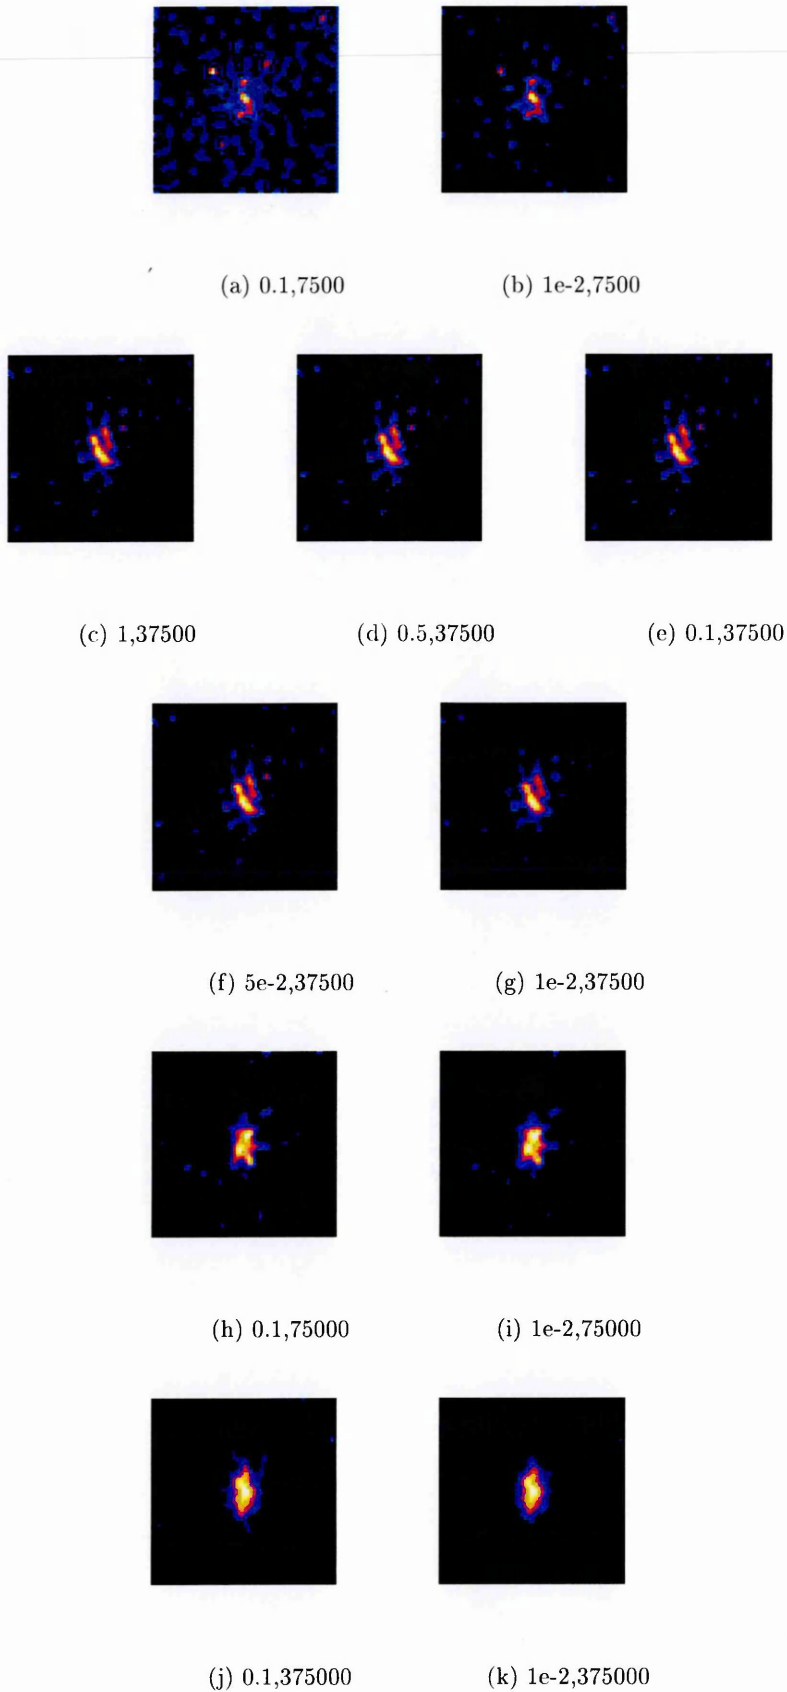 (a) 0.1,7500
(b) 1e-2,7500
(c) 1,37500
(d) 0.5,37500
(e) 0.1,37500
(f) 5e-2,37500
(g) 1e-2,37500
(h) 0.1,75000
(i) 1e-2,75000
(j) 0.1,375000
(k) 1e-2,375000